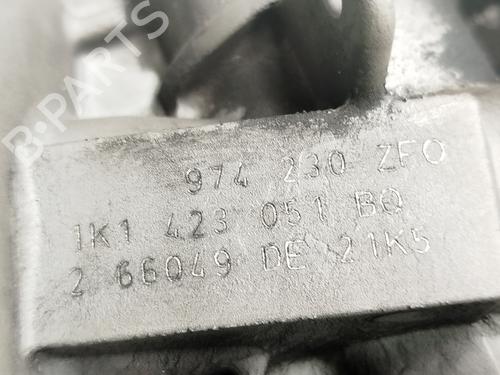 B-PARTS
974 230 ZFO
1K1 423 051 BQ
2 66049 DE 21K5